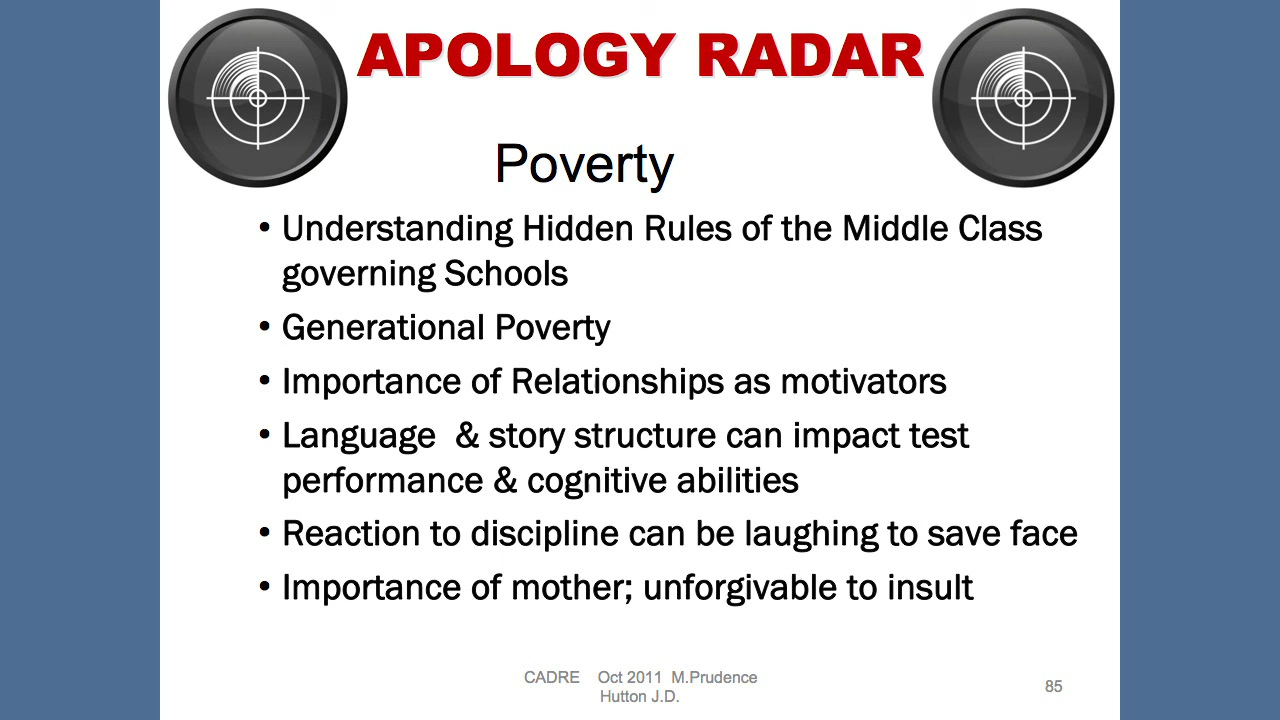 APOLOGY RADAR
Poverty
• Understanding Hidden Rules of the Middle Class
governing Schools
• Generational Poverty
• Importance of Relationships as motivators
• Language  & story structure can impact test
performance & cognitive abilities
• Reaction to discipline can be laughing to save face
• Importance of mother; unforgivable to insult
CADRE    Oct 2011  M.Prudence
Hutton J.D.
85